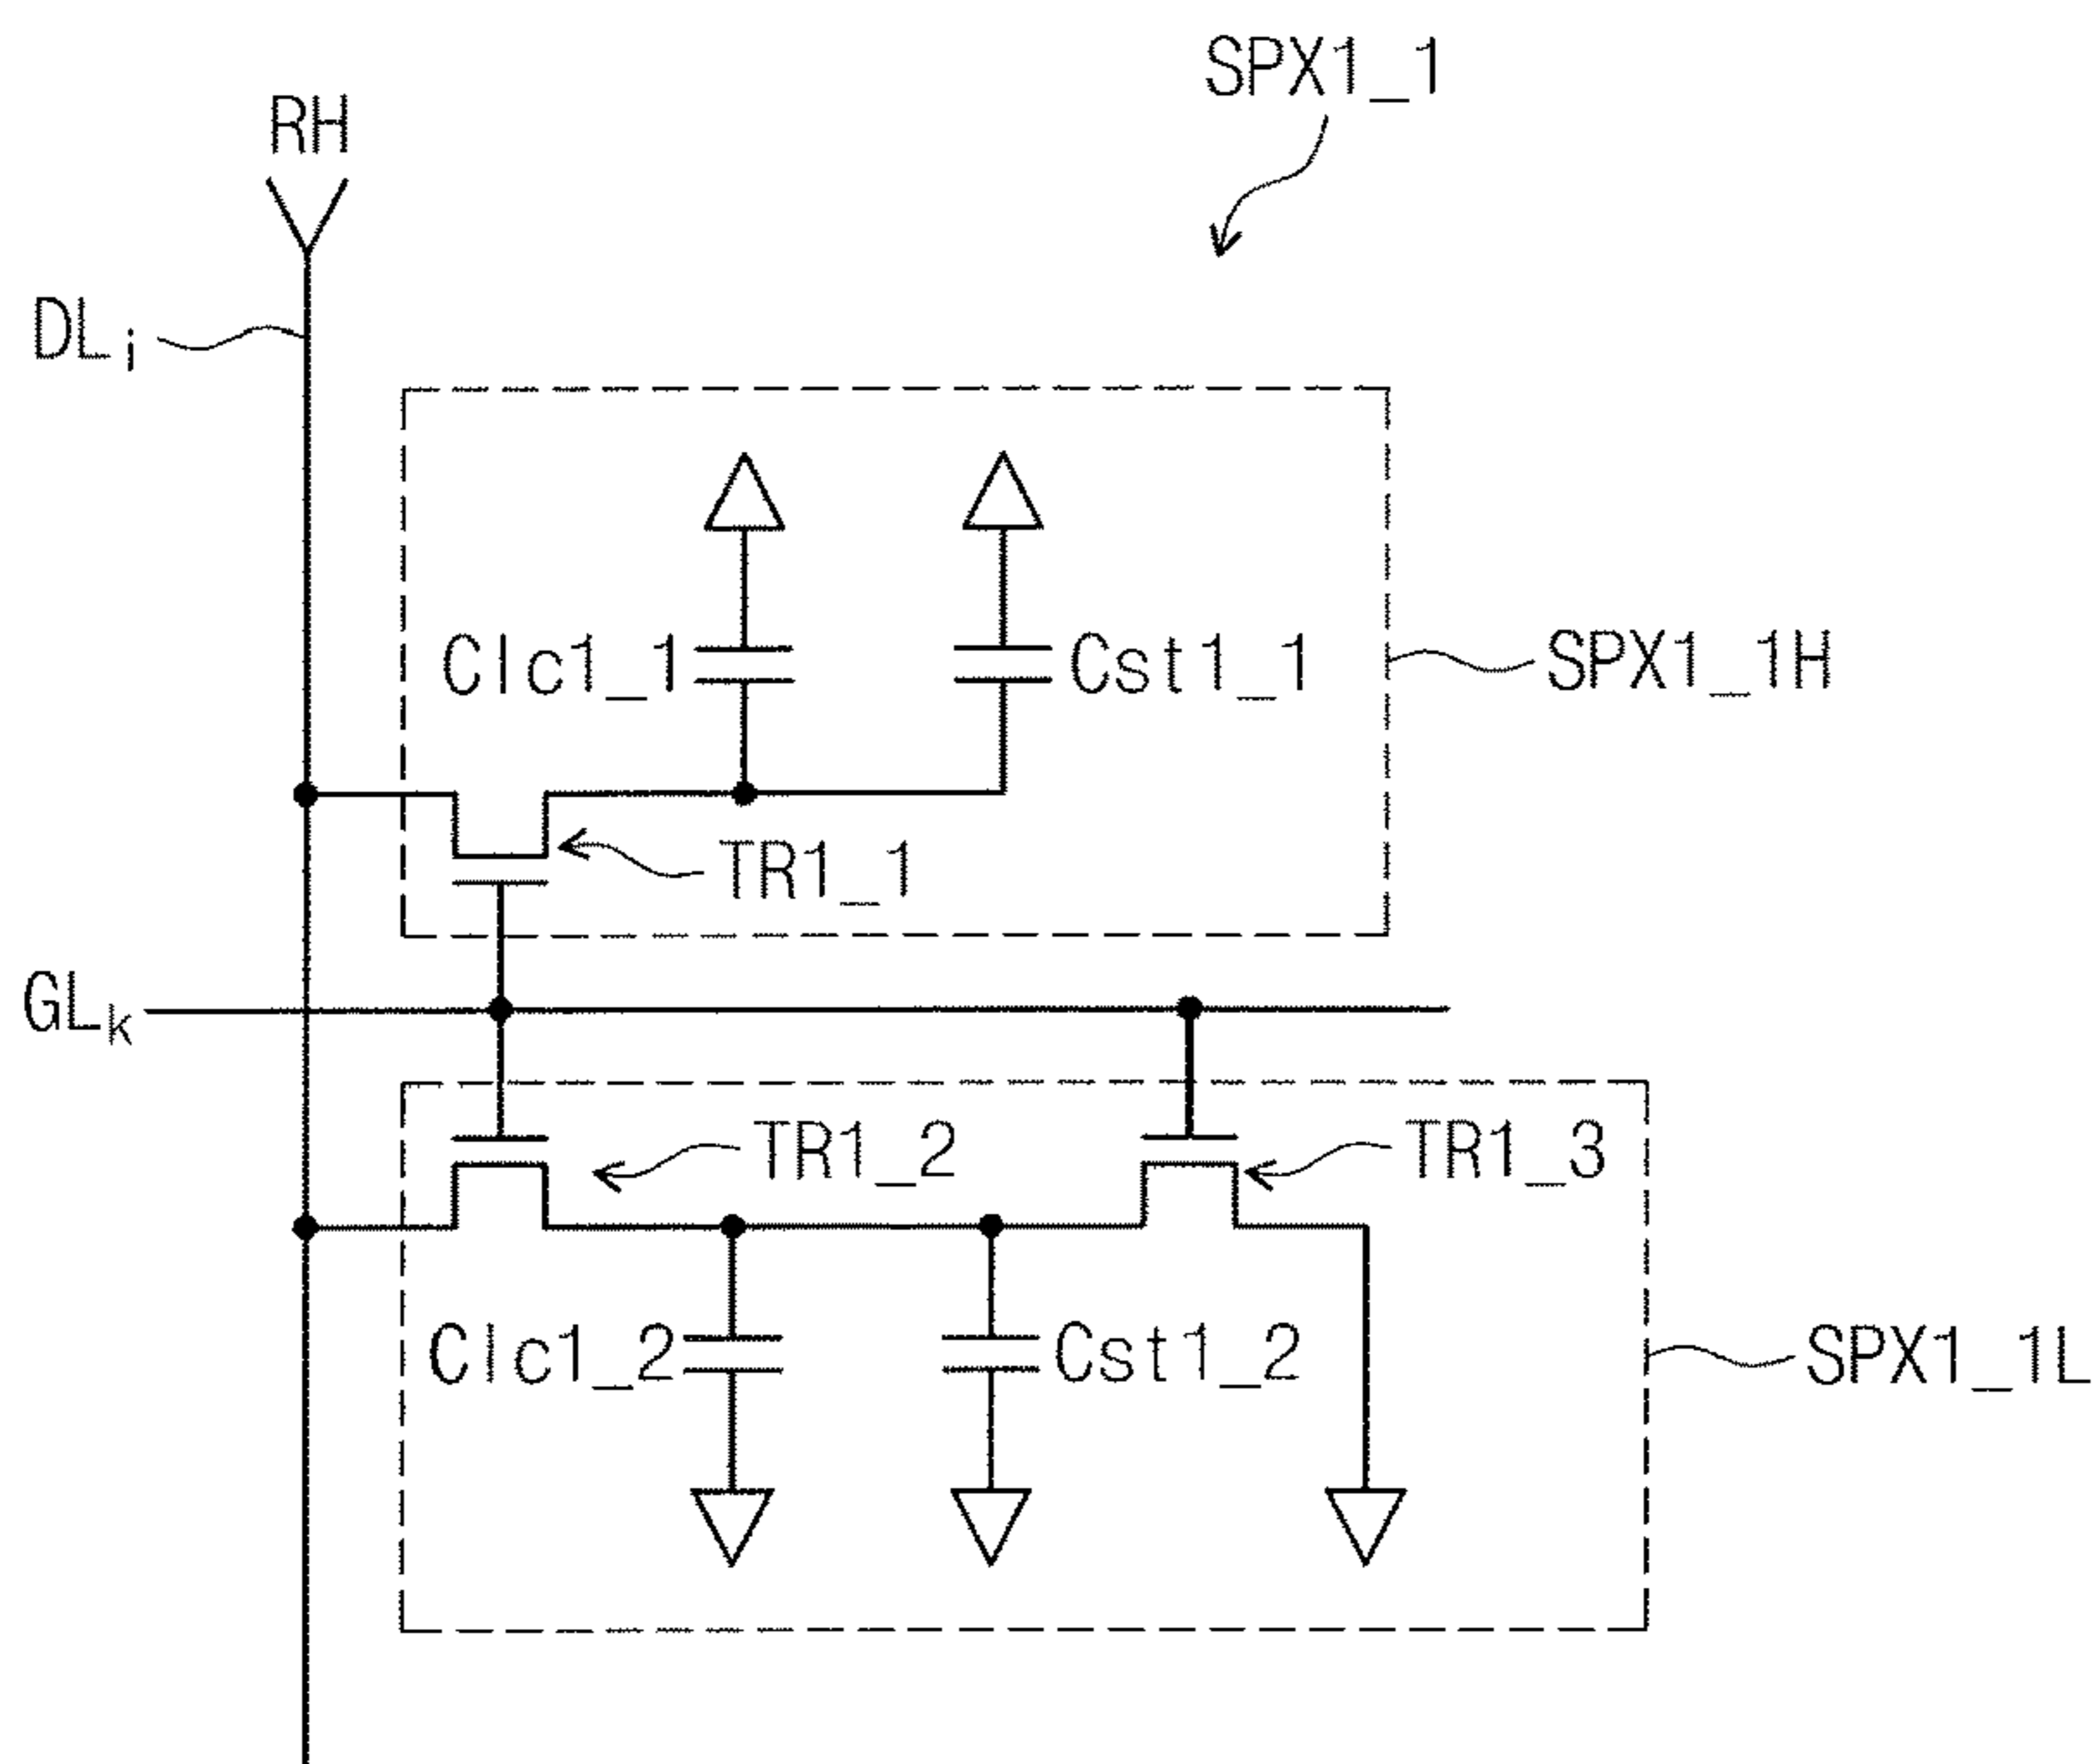 SPX1_1
RH
DLi
Clc1_1
Cst1_1
SPX1_1H
TR1_1
GLk
TR1_2
TR1_3
Clc1_2
Cst1_2
SPX1_1L